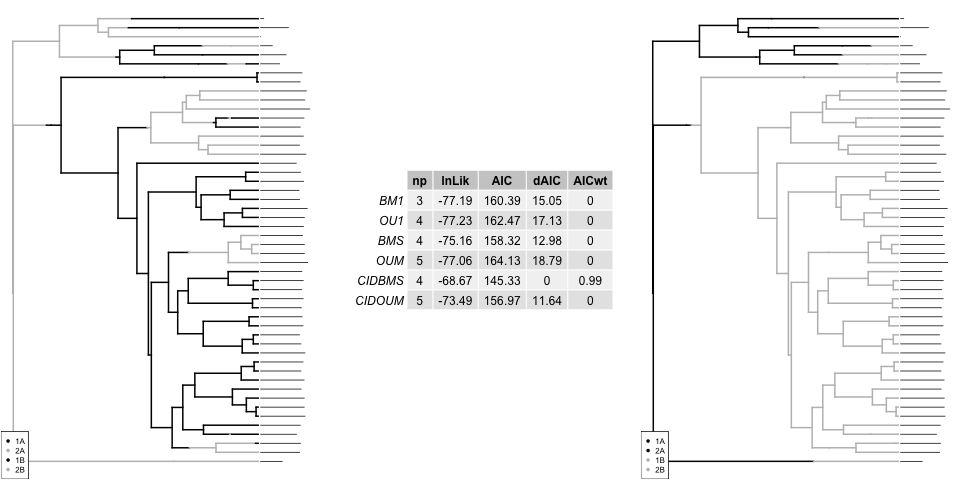 np lnLik AIC dAIC AICwt
BM1 3 -77.19 160.39 15.05 0
OU1 4 -77.23 162.47 17.13 0
BMS 4 -75.16 158.32 12.98 0
OUM 5 -77.06 164.13 18.79 0
CIDBMS 4 -68.67 145.33 0 0.99
CIDOUM 5 -73.49 156.97 11.64 0
1A
2A
1B
2B
1A
2A
1B
2B